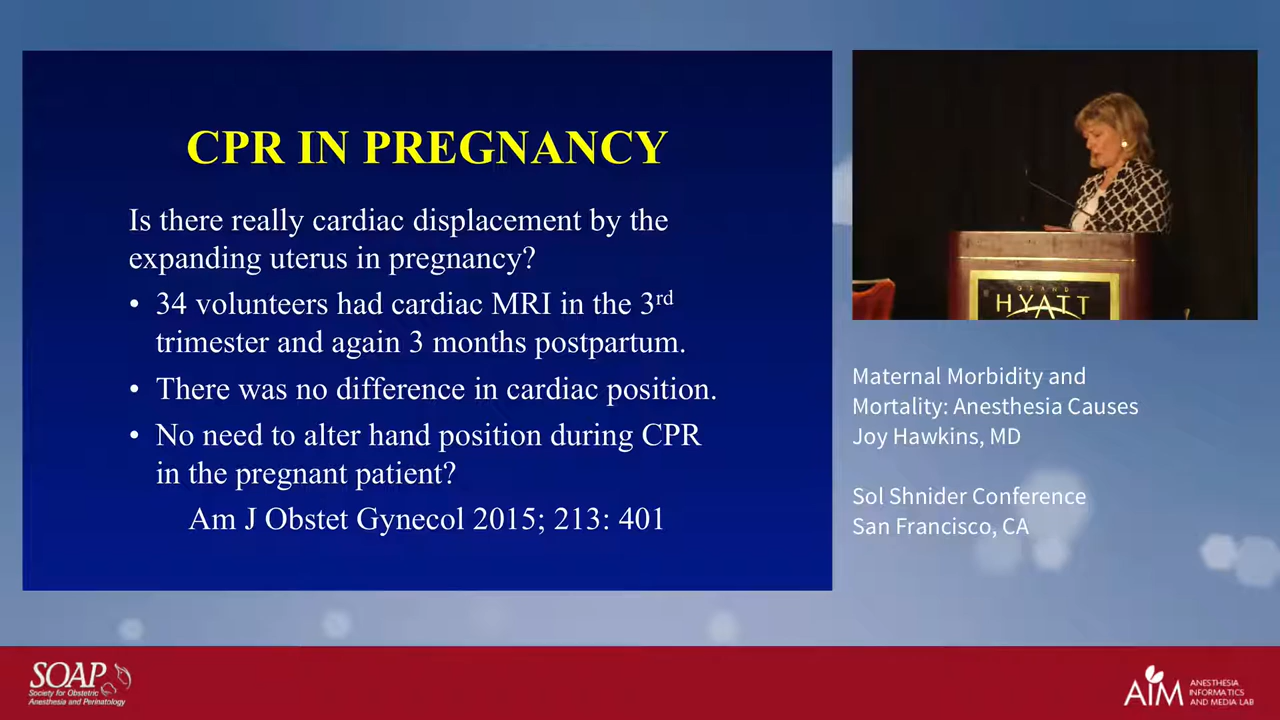 CPR IN PREGNANCY
Is there really cardiac displacement by the
expanding uterus in pregnancy?
• 34 volunteers had cardiac MRI in the 3rd
trimester and again 3 months postpartum.
• There was no difference in cardiac position.
• No need to alter hand position during CPR
in the pregnant patient?
Am J Obstet Gynecol 2015; 213: 401
GRAND
HYATT
Maternal Morbidity and
Mortality: Anesthesia Causes
Joy Hawkins, MD
Sol Shnider Conference
San Francisco, CA
SOAP
Society for Obstetric
Anesthesia and Perinatology
AIM
ANESTHESIA
INFORMATICS
AND MEDIA LAB